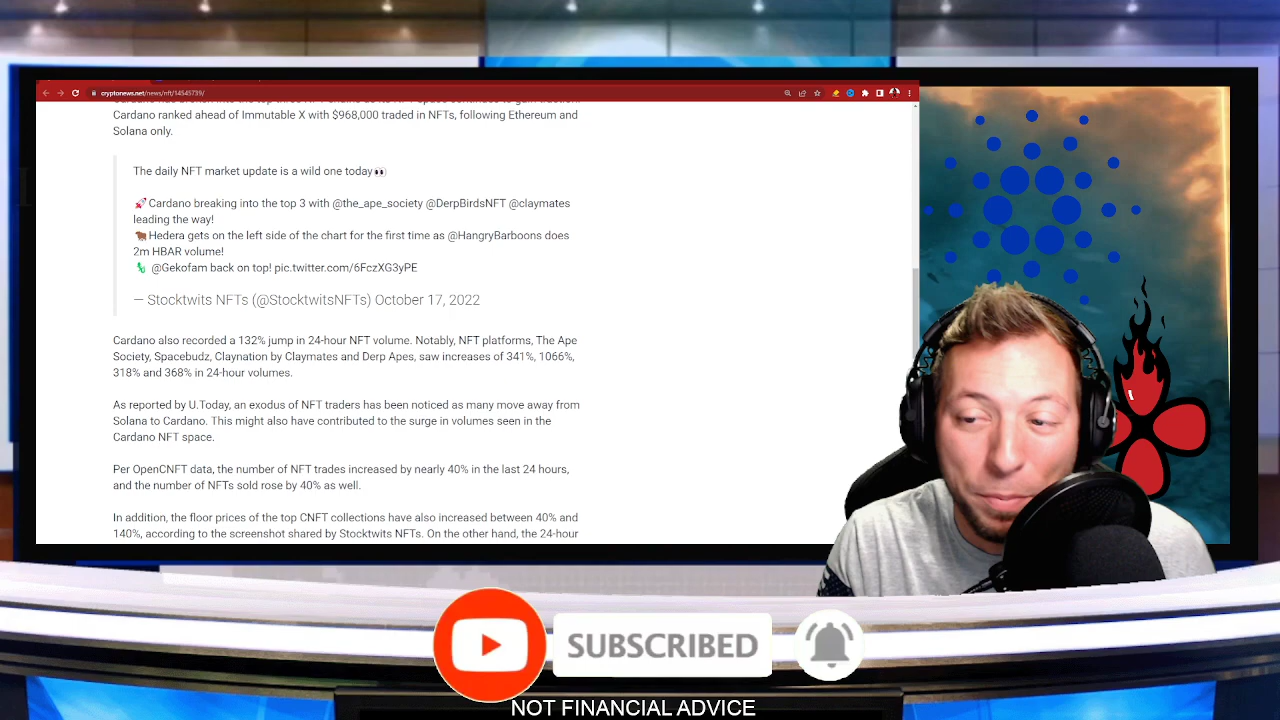 cryptonews.net/news/nft/14545739/
Cardano ranked ahead of Immutable X with $968,000 traded in NFTs, following Ethereum and
Solana only.
The daily NFT market update is a wild one today👀
🚀Cardano breaking into the top 3 with @the_ape_society @DerpBirdsNFT @claymates
leading the way!
🐂Hedera gets on the left side of the chart for the first time as @HangryBarboons does
2m HBAR volume!
🦎 @Gekofam back on top! pic.twitter.com/6FczXG3yPE
— Stocktwits NFTs (@StocktwitsNFTs) October 17, 2022
Cardano also recorded a 132% jump in 24-hour NFT volume. Notably, NFT platforms, The Ape
Society, Spacebudz, Claynation by Claymates and Derp Apes, saw increases of 341%, 1066%,
318% and 368% in 24-hour volumes.
As reported by U.Today, an exodus of NFT traders has been noticed as many move away from
Solana to Cardano. This might also have contributed to the surge in volumes seen in the
Cardano NFT space.
Per OpenCNFT data, the number of NFT trades increased by nearly 40% in the last 24 hours,
and the number of NFTs sold rose by 40% as well.
In addition, the floor prices of the top CNFT collections have also increased between 40% and
140%, according to the screenshot shared by Stocktwits NFTs. On the other hand, the 24-hour
SUBSCRIBED
NOT FINANCIAL ADVICE